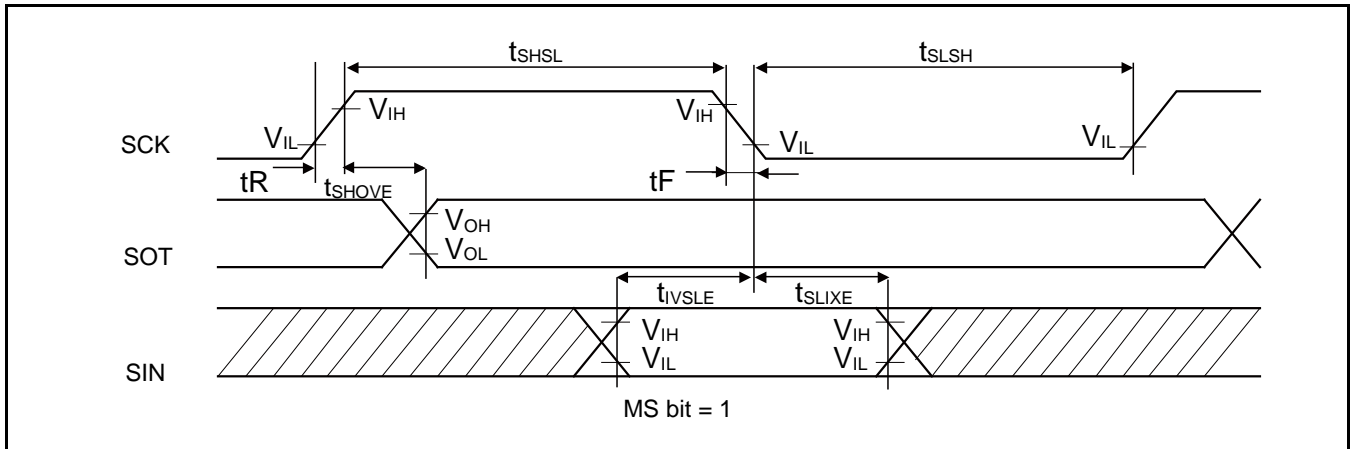 tSHSL
tSLSH
SCK
VIL
VIH
VIH
VIL
VIL
tR
tSHOVE
tF
SOT
VOH
VOL
tIVSLE
tSLIXE
SIN
VIH
VIL
VIH
VIL
MS bit = 1